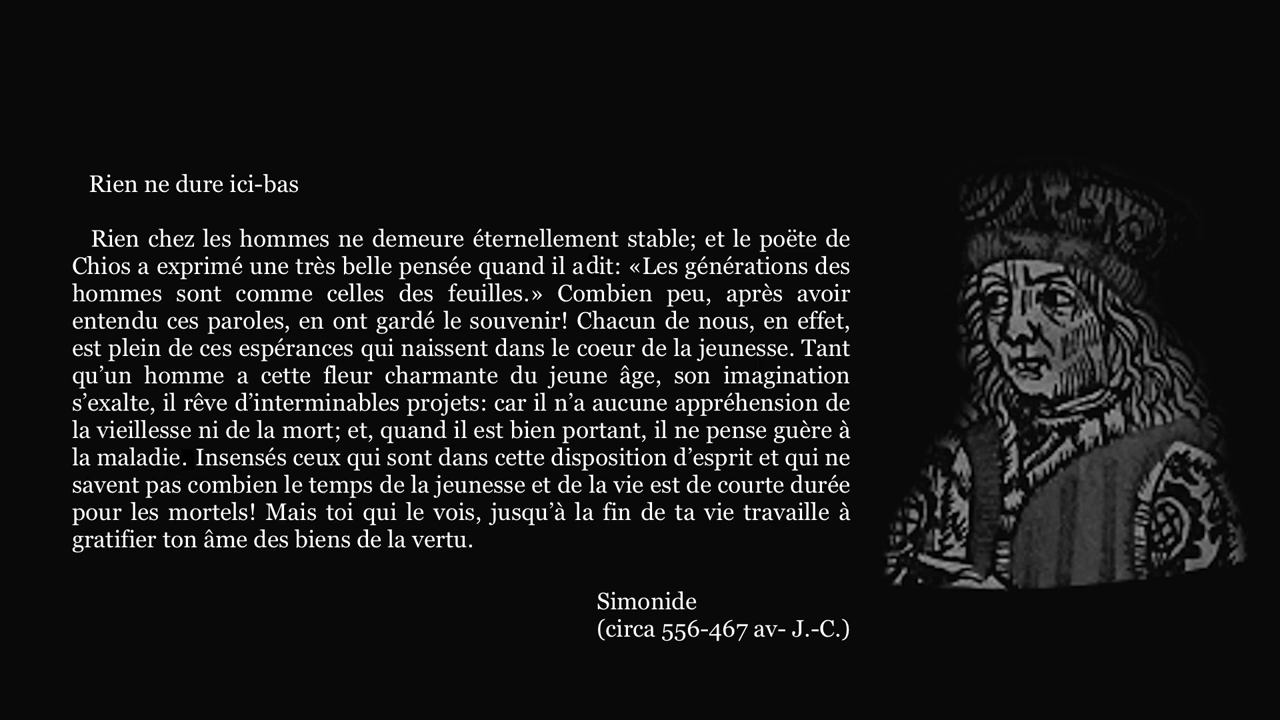 Rien ne dure ici-bas
Rien chez les hommes ne demeure éternellement stable; et le poëte de
Chios a exprimé une très belle pensée quand il a dit: «Les générations des
hommes sont comme celles des feuilles.» Combien peu, après avoir
entendu ces paroles, en ont gardé le souvenir! Chacun de nous, en effet,
est plein de ces espérances qui naissent dans le coeur de la jeunesse. Tant
qu’un homme a cette fleur charmante du jeune âge, son imagination
s’exalte, il rêve d’interminables projets: car il n’a aucune appréhension de
la vieillesse ni de la mort; et, quand il est bien portant, il ne pense guère à
la maladie. Insensés ceux qui sont dans cette disposition d’esprit et qui ne
savent pas combien le temps de la jeunesse et de la vie est de courte durée
pour les mortels! Mais toi qui le vois, jusqu’à la fin de ta vie travaille à
gratifier ton âme des biens de la vertu.
Simonide
(circa 556-467 av- J.-C.)